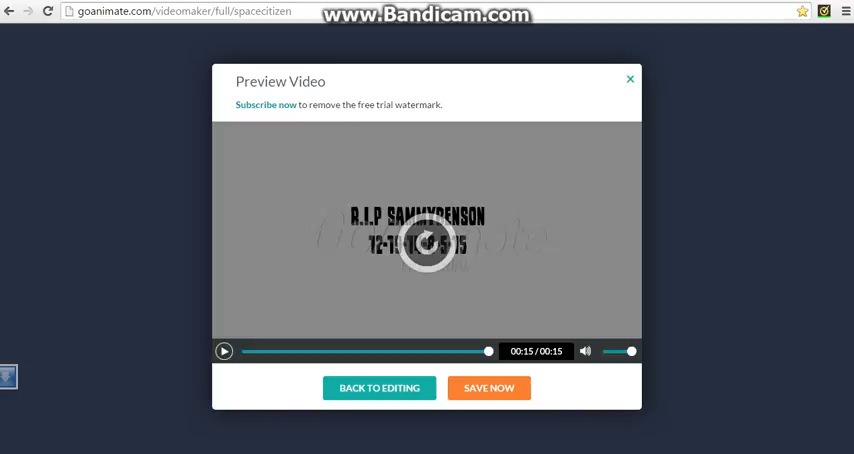 goanimate.com/videomaker/full/spacecitizen
www.Bandicam.com
Preview Video
Subscribe now to remove the free trial watermark.
R.I.P SAMMYBENSON
00:15 / 00:15
BACK TO EDITING
SAVE NOW